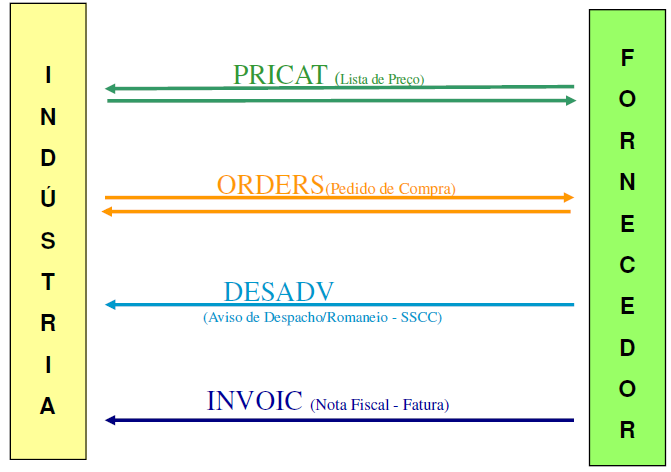 INDÚSTRIA
PRICAT (Lista de Preço)
ORDERS(Pedido de Compra)
DESADV
(Aviso de Despacho/Romaneio - SSCC)
INVOIC (Nota Fiscal - Fatura)
FORNECEDOR